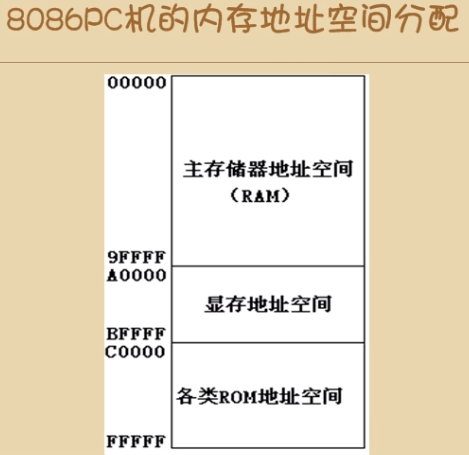 8086PC机的内存地址空间分配
00000
主存储器地址空间
（RAM）
9FFFF
A0000
显存地址空间
BFFFF
C0000
各类ROM地址空间
FFFFF